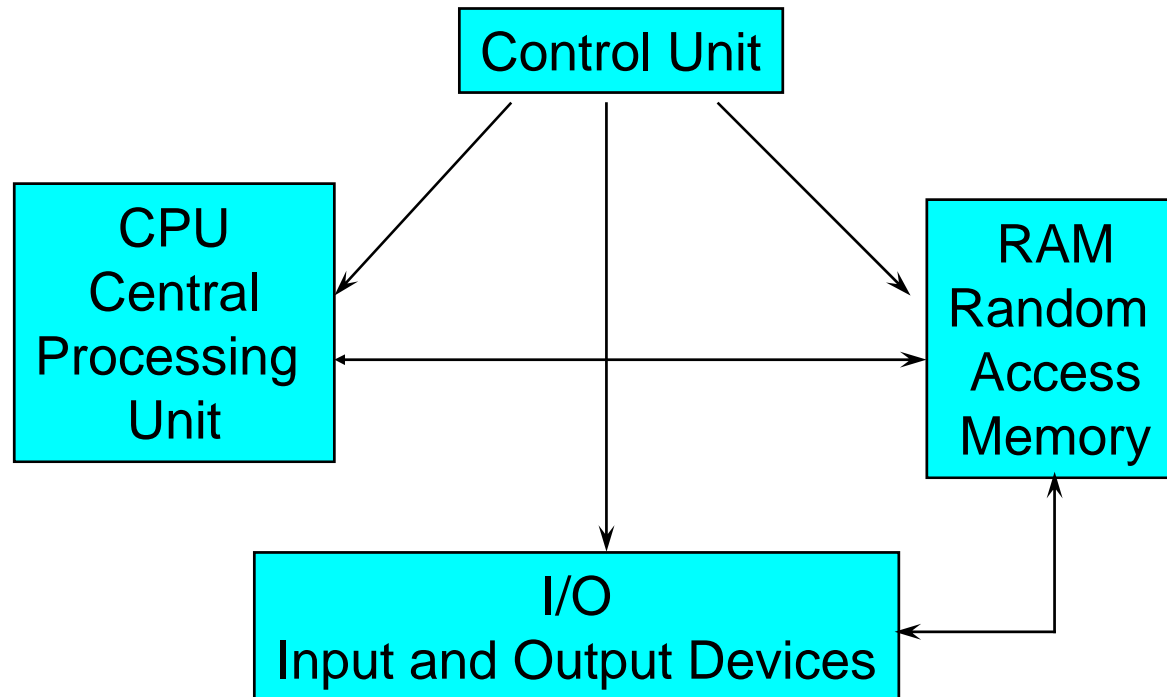 Control Unit
CPU
Central
Processing
Unit
RAM
Random
Access
Memory
I/O
Input and Output Devices